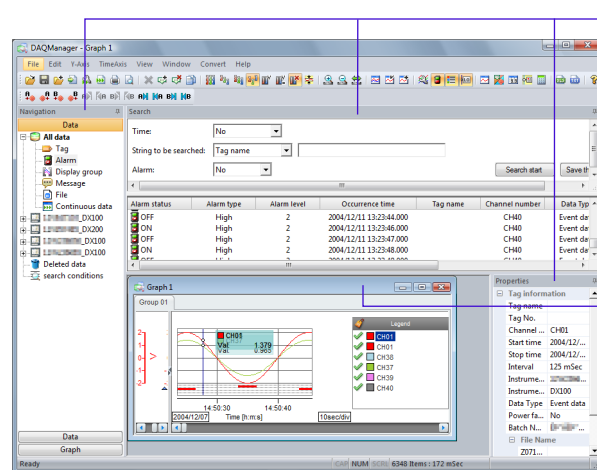 DAQManager - Graph 1
File Edit Y-Axis TimeAxis View Window Convert Help
Navigation
Search
Data
All data
Tag
Alarm
Display group
Message
File
Continuous data
DX100
DX200
DX100
DX100
Deleted data
search conditions
Time: No
String to be searched: Tag name
Alarm: No
Search start
Save th
Alarm status Alarm type Alarm level Occurrence time Tag name Channel number Data Typ
OFF High 2 2004/12/11 13:23:44.000 CH40 Event da
ON High 2 2004/12/11 13:23:46.000 CH40 Event da
ON High 2 2004/12/11 13:23:47.000 CH40 Event da
ON High 2 2004/12/11 13:23:48.000 CH40 Event da
Graph 1
Group 01
Legend
CH01
CH01
CH38
CH37
CH39
CH40
CH01
Val 1.379
Val 0.965
2
1
0
-1
-2
V
14:50:30 14:50:40
2004/12/07 Time [h:m:s] 10sec/div
Properties
Tag information
Tag name
Tag No.
Channel ... CH01
Start time 2004/12/...
Stop time 2004/12/...
Interval 125 mSec
Instrume...
Instrume... DX100
Data Type Event data
Power fa... No
Batch N...
File Name
Z071...
Data
Graph
Ready
CAP NUM SCRL 6348 Items : 172 mSec